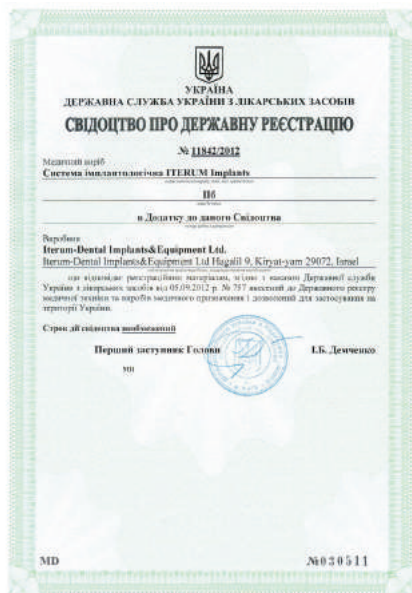 УКРАЇНА
ДЕРЖАВНА СЛУЖБА УКРАЇНИ З ЛІКАРСЬКИХ ЗАСОБІВ
СВІДОЦТВО ПРО ДЕРЖАВНУ РЕЄСТРАЦІЮ
№ 11842/2012
Медичний виріб
Система імплантологічна ITERUM Implants
ІІб
в Додатку до даного Свідоцтва
Виробник
Iterum-Dental Implants&Equipment Ltd.
Iterum-Dental Implants&Equipment Ltd Hagalil 9, Kiryat-yam 29072, Israel
що відповідає реєстраційним матеріалам, згідно з наказом Державної служби
України з лікарських засобів від 05.09.2012 р. № 757 внесений до Державного реєстру
медичної техніки та виробів медичного призначення і дозволений для застосування на
території України.
Строк дії свідоцтва необмежений
Перший заступник Голови І.Б. Демченко
МП
MD №030511